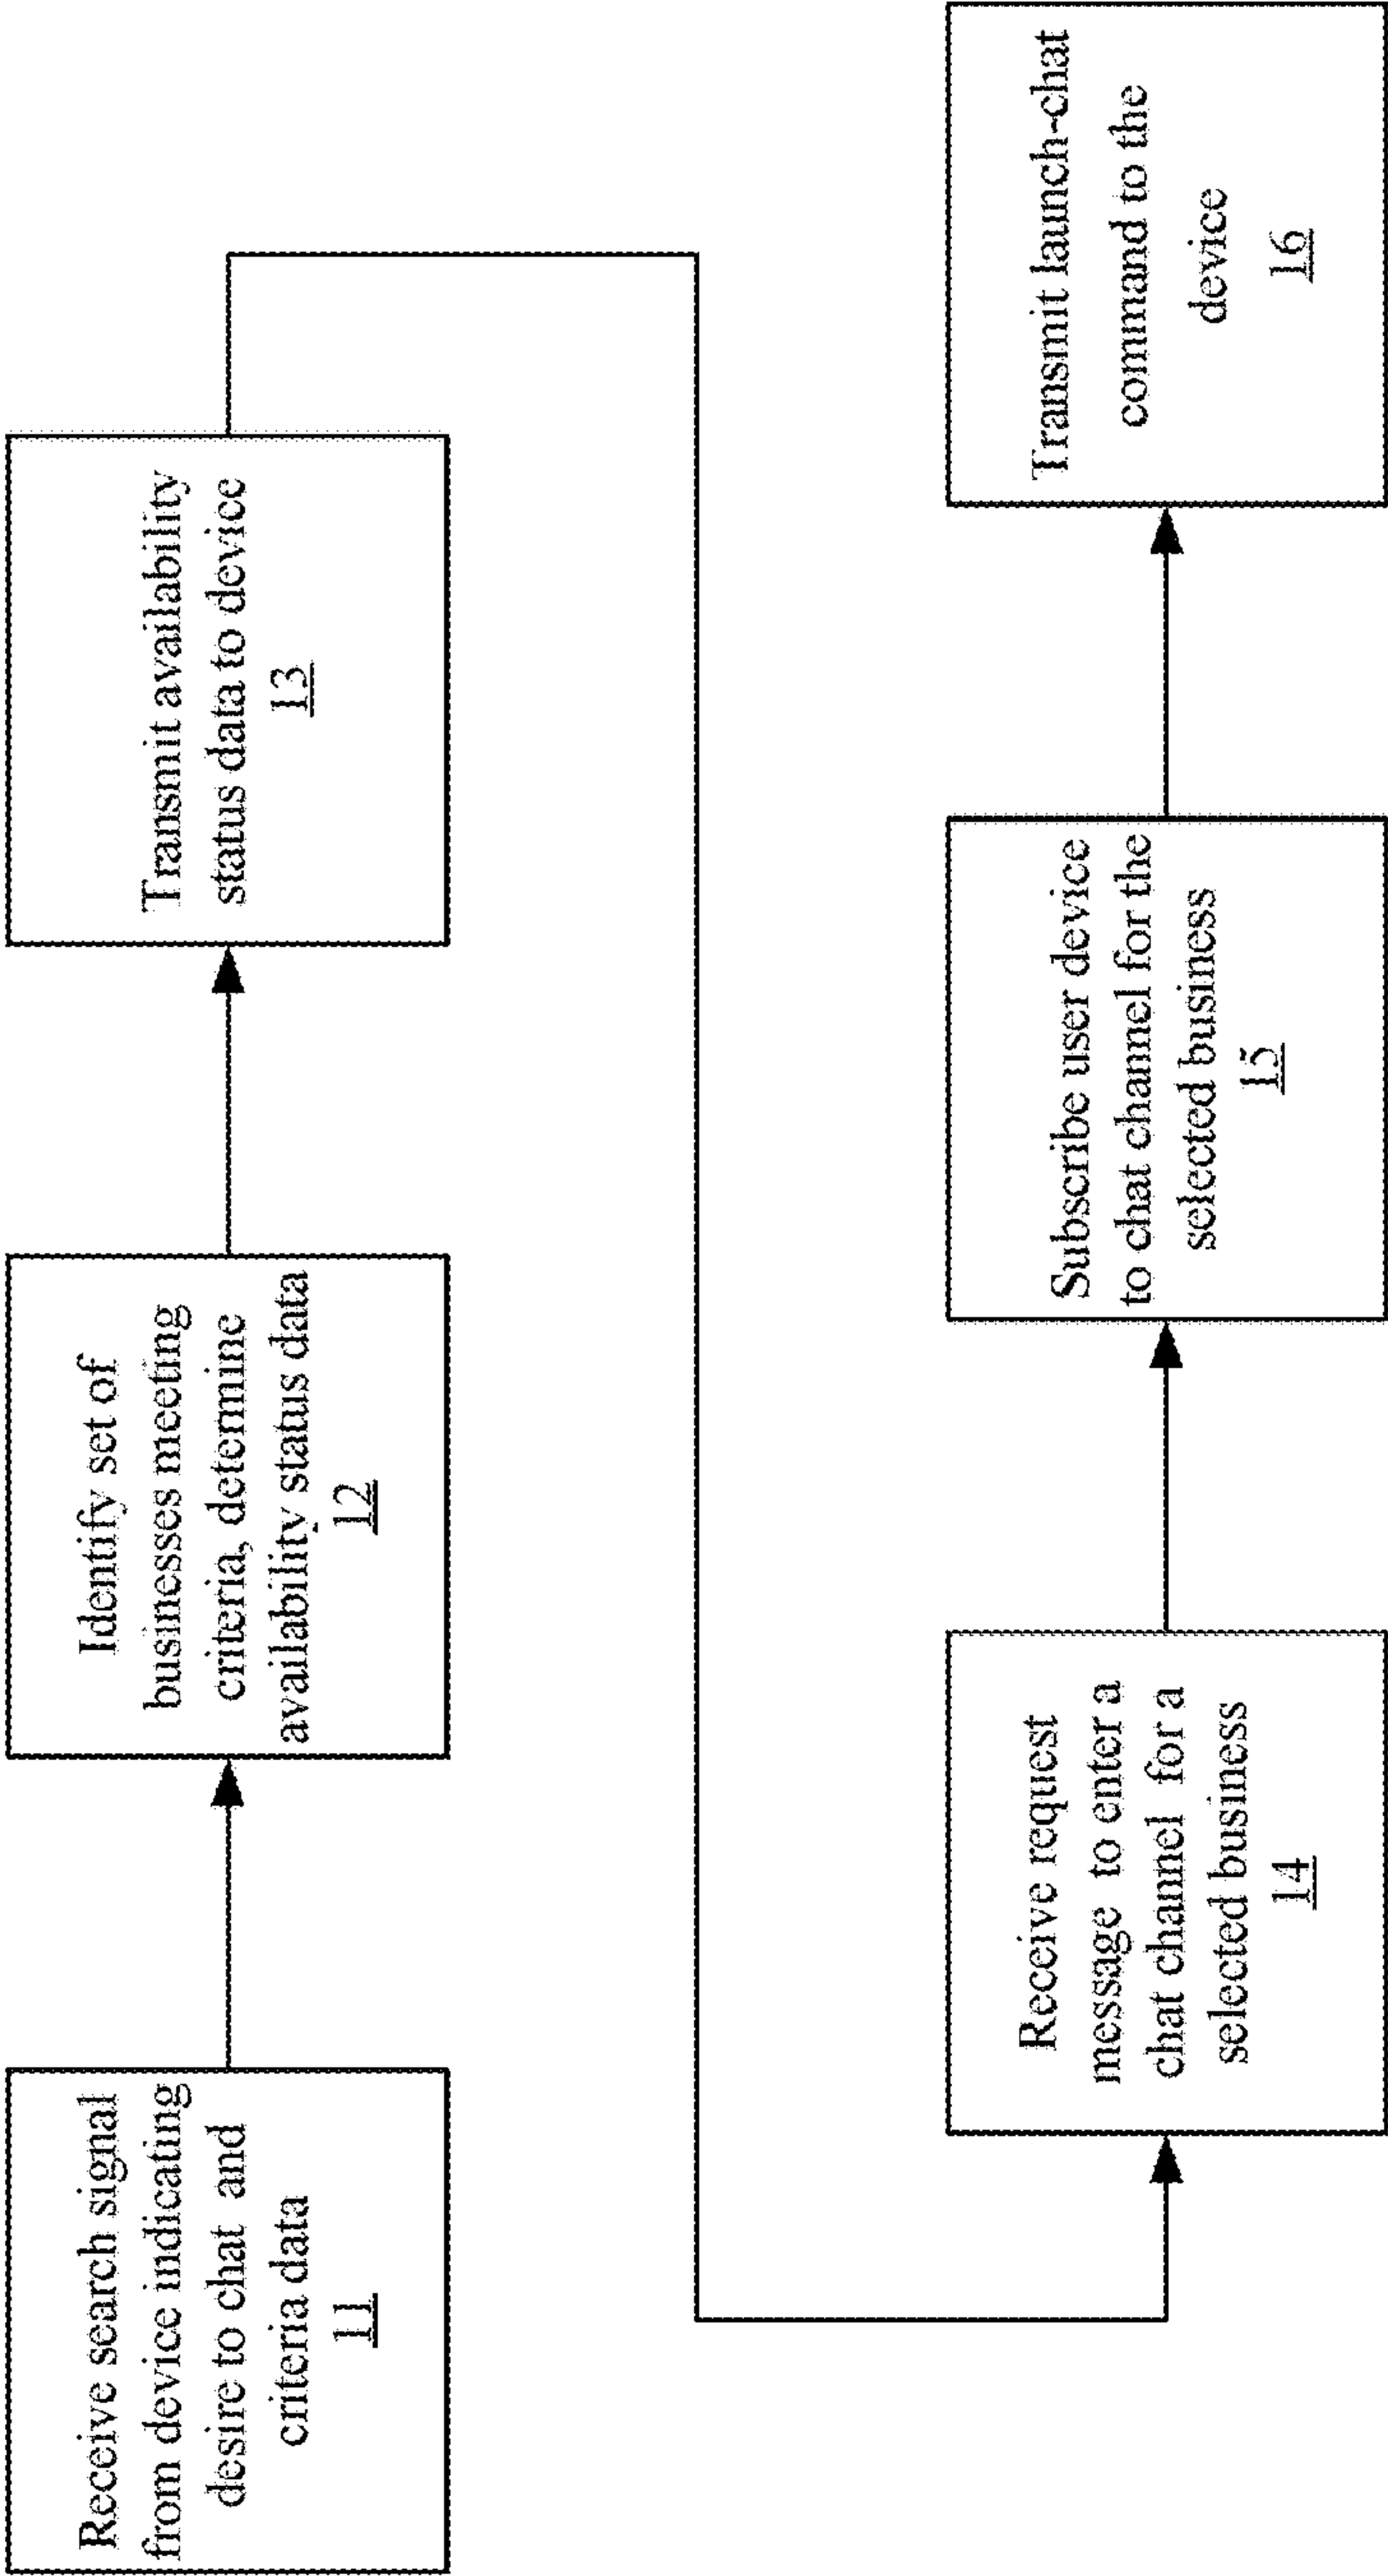 Receive search signal
from device indicating
desire to chat and
criteria data
11
Identify set of
businesses meeting
criteria, determine
availability status data
12
Transmit availability
status data to device
13
Receive request
message to enter a
chat channel for a
selected business
14
Subscribe user device
to chat channel for the
selected business
15
Transmit launch-chat
command to the
device
16